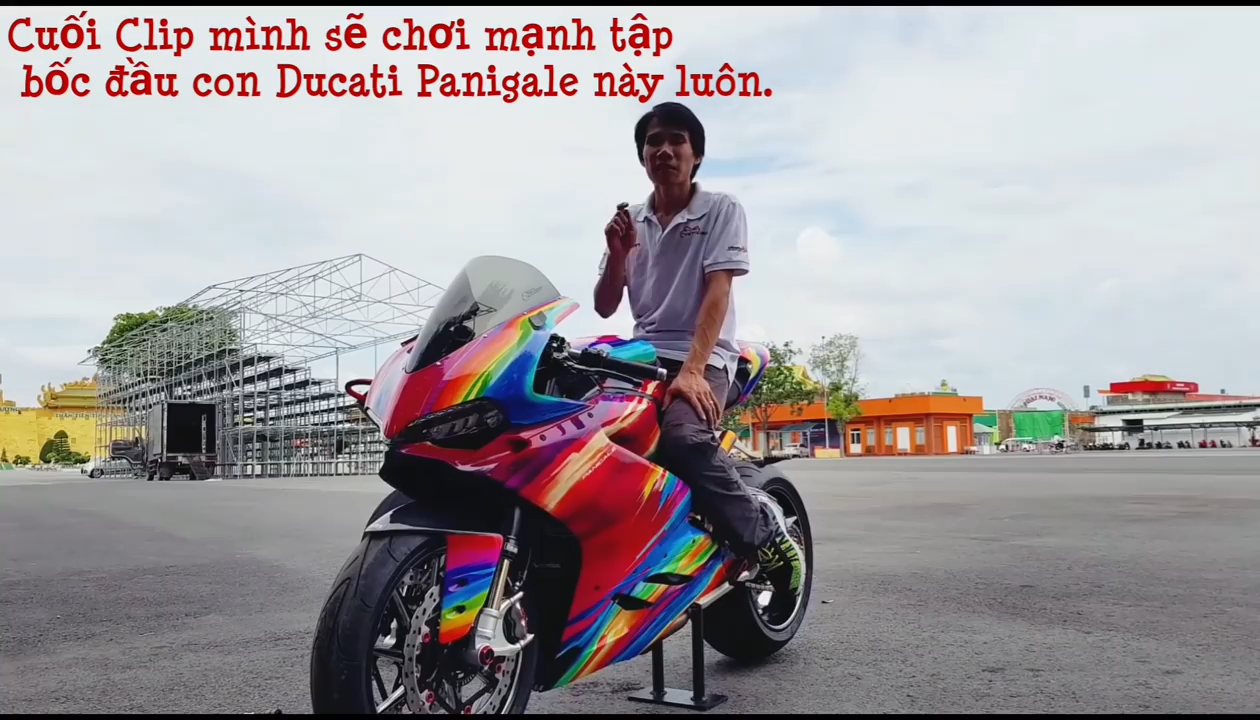 Cuối Clip mình sẽ chơi mạnh tập
bốc đầu con Ducati Panigale này luôn.